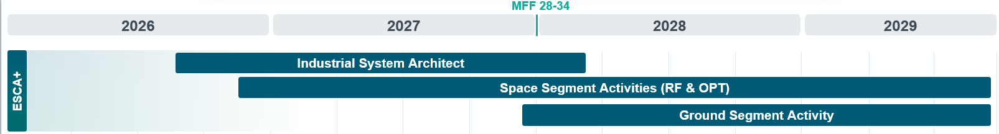 MFF 28-34
2026
2027
2028
2029
ESCA+
Industrial System Architect
Space Segment Activities (RF & OPT)
Ground Segment Activity